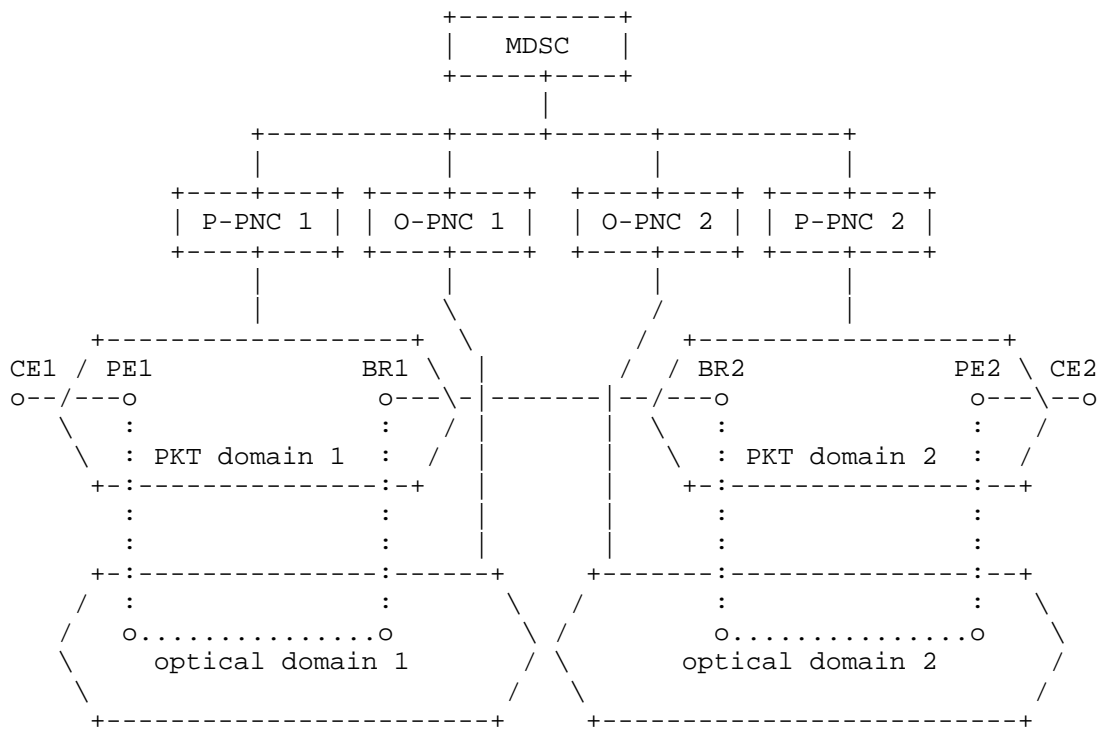 MDSC
P-PNC 1 O-PNC 1 O-PNC 2 P-PNC 2
CE1 PE1 BR1 BR2 PE2 CE2
PKT domain 1 PKT domain 2
optical domain 1 optical domain 2